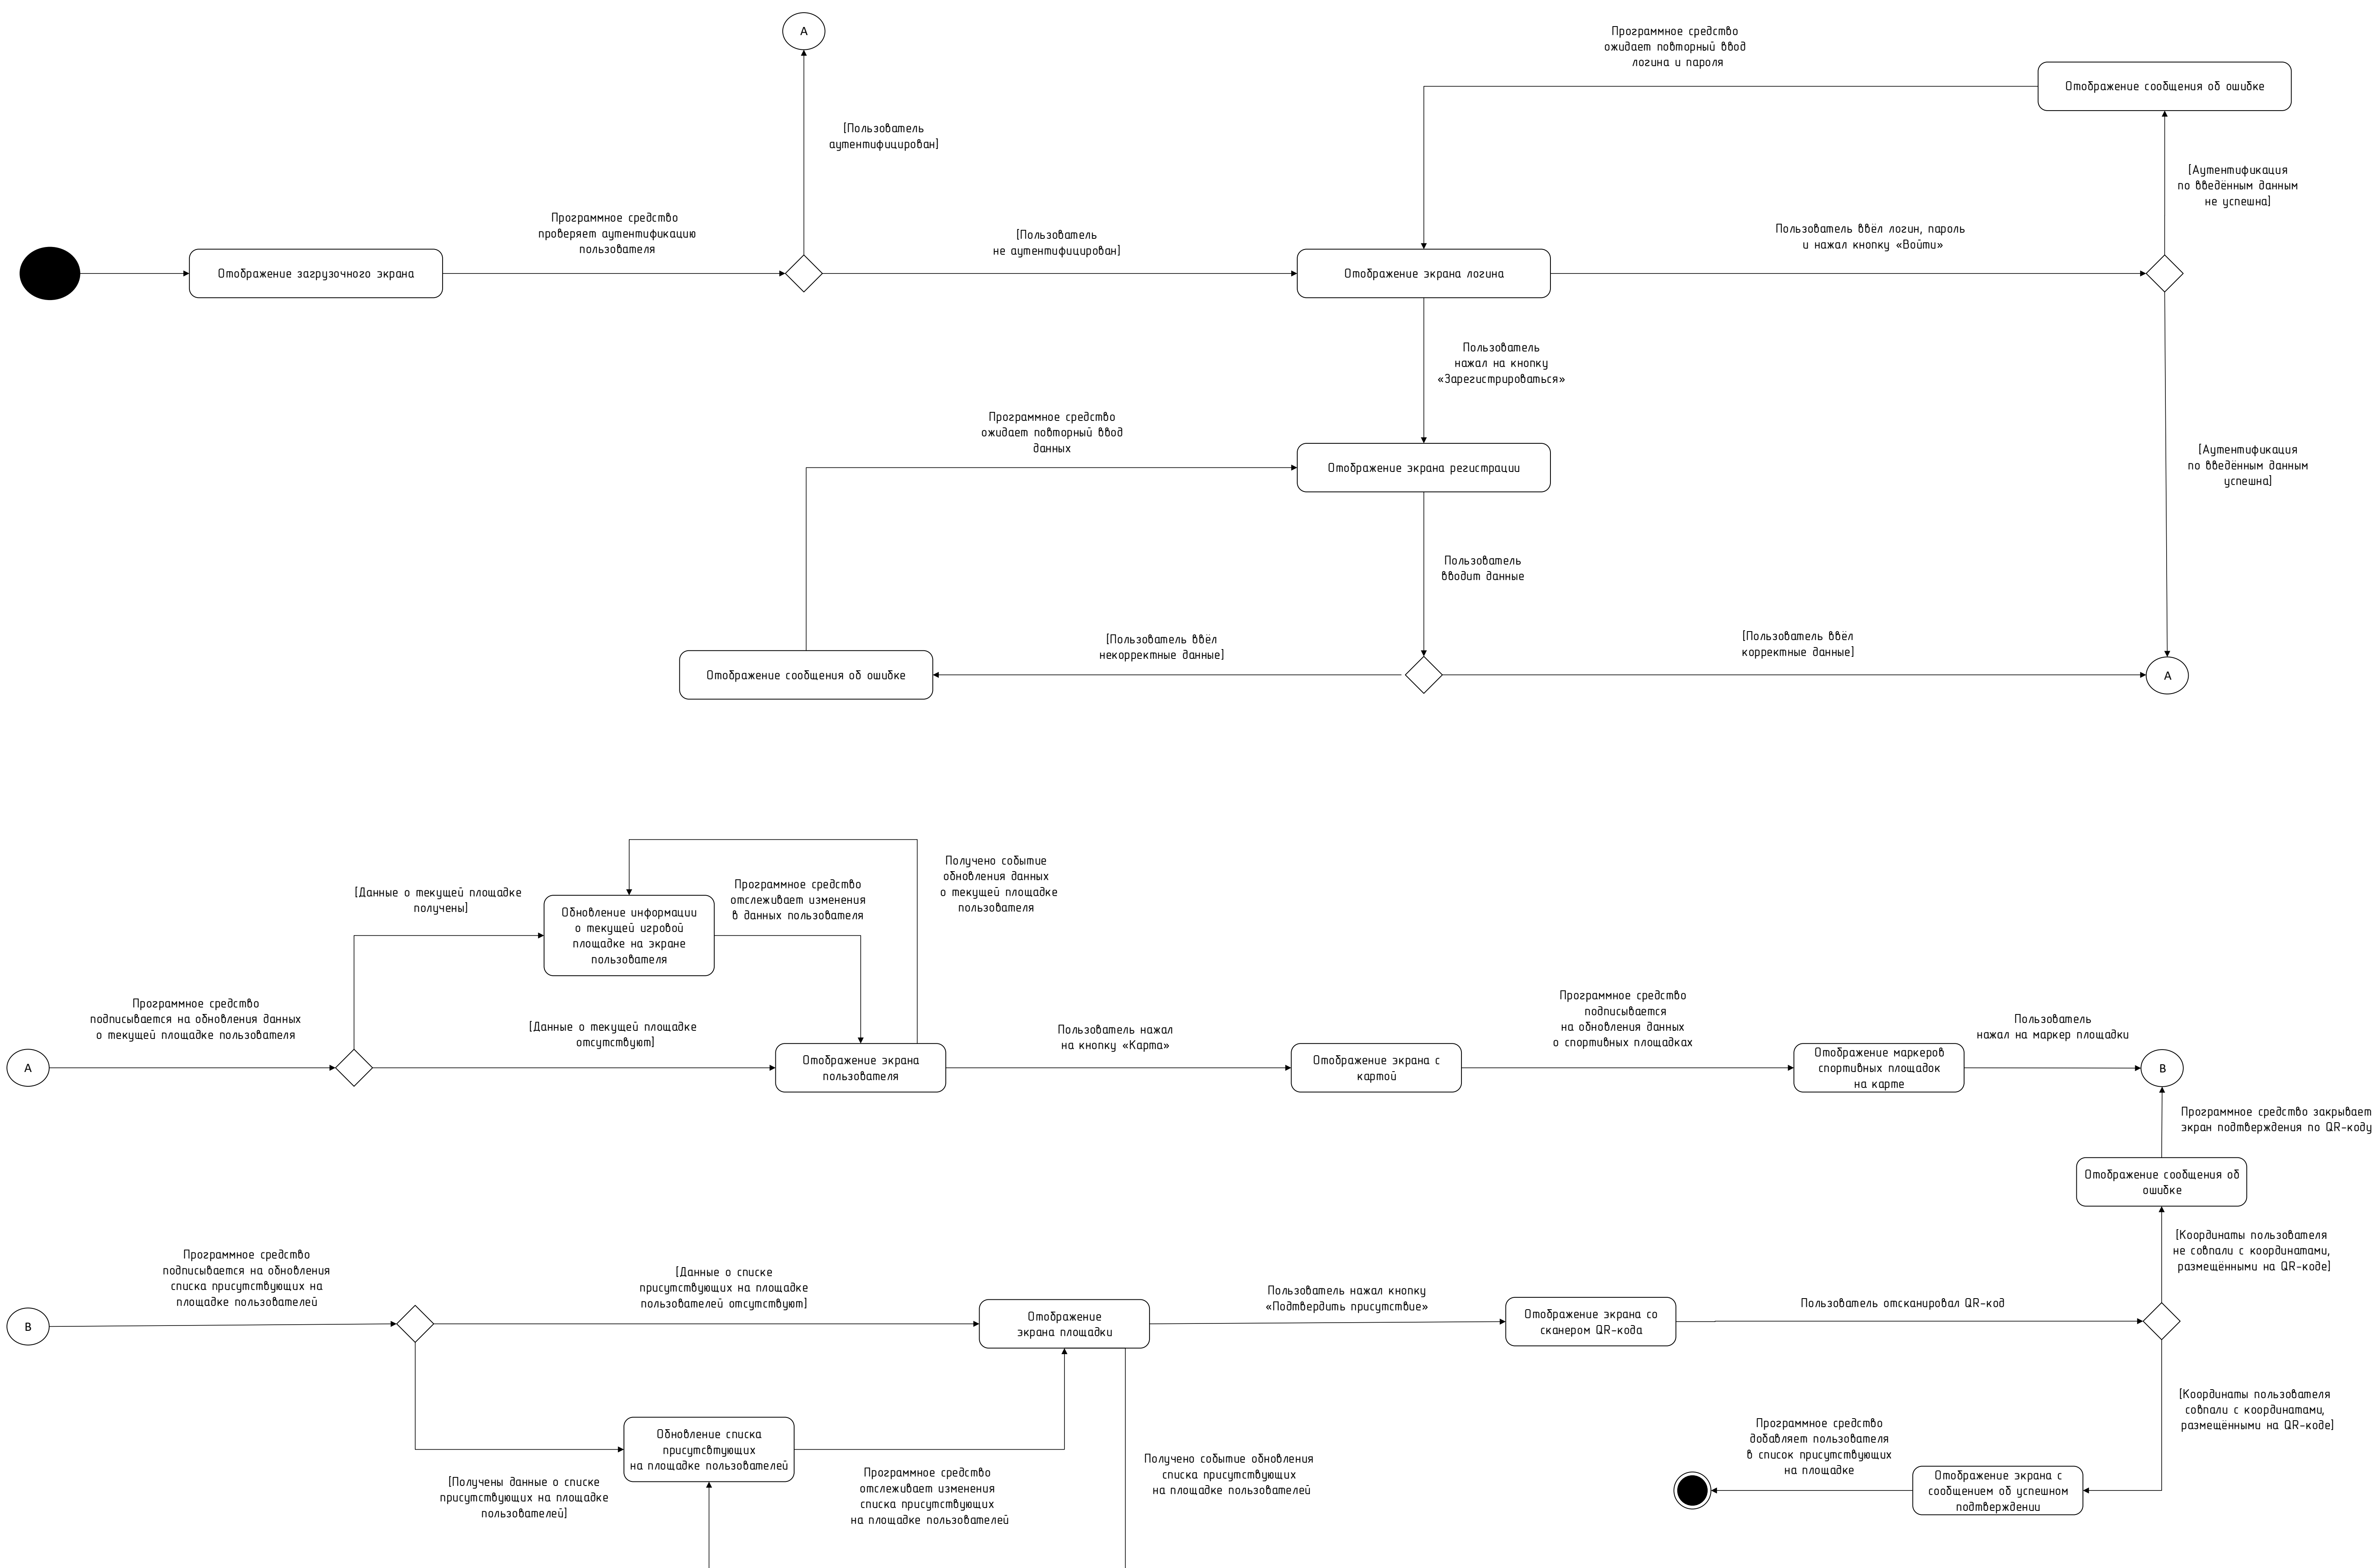 A
Программное средство
ожидает повторный ввод
логина и пароля
Отображение сообщения об ошибке
[Пользователь
аутентифицирован]
[Аутентификация
по введённым данным
не успешна]
Программное средство
проверяет аутентификацию
пользователя
[Пользователь
не аутентифицирован]
Пользователь ввёл логин, пароль
и нажал кнопку «Войти»
Отображение загрузочного экрана
Отображение экрана логина
Пользователь
нажал на кнопку
«Зарегистрироваться»
Программное средство
ожидает повторный ввод
данных
Отображение экрана регистрации
[Аутентификация
по введённым данным
успешна]
Пользователь
вводит данные
[Пользователь ввёл
некорректные данные]
[Пользователь ввёл
корректные данные]
Отображение сообщения об ошибке
A
Получено событие
обновления данных
о текущей площадке
пользователя
[Данные о текущей площадке
получены]
Обновление информации
о текущей игровой
площадке на экране
пользователя
Программное средство
отслеживает изменения
в данных пользователя
Программное средство
подписывается на обновления данных
о текущей площадке пользователя
[Данные о текущей площадке
отсутствуют]
Пользователь нажал
на кнопку «Карта»
Программное средство
подписывается
на обновления данных
о спортивных площадках
Пользователь
нажал на маркер площадки
A
Отображение экрана
пользователя
Отображение экрана с
картой
Отображение маркеров
спортивных площадок
на карте
B
Программное средство закрывает
экран подтверждения по QR-коду
Отображение сообщения об
ошибке
[Координаты пользователя
не совпали с координатами,
размещёнными на QR-коде]
Программное средство
подписывается на обновления
списка присутствующих на
площадке пользователей
[Данные о списке
присутствующих на площадке
пользователей отсутствуют]
Пользователь нажал кнопку
«Подтвердить присутствие»
Пользователь отсканировал QR-код
B
Отображение
экрана площадки
Отображение экрана со
сканером QR-кода
[Координаты пользователя
совпали с координатами,
размещёнными на QR-коде]
Обновление списка
присутсвтующих
на площадке пользователей
[Получены данные о списке
присутствующих на площадке
пользователей]
Программное средство
отслеживает изменения
списка присутствующих
на площадке пользователей
Получено событие обновления
списка присутствующих
на площадке пользователей
Программное средство
добавляет пользователя
в список присутствующих
на площадке
Отображение экрана с
сообщением об успешном
подтверждении